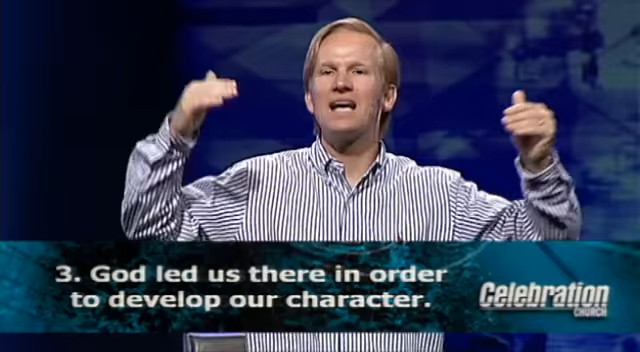 3. God led us there in order
to develop our character.
Celebration
CHURCH